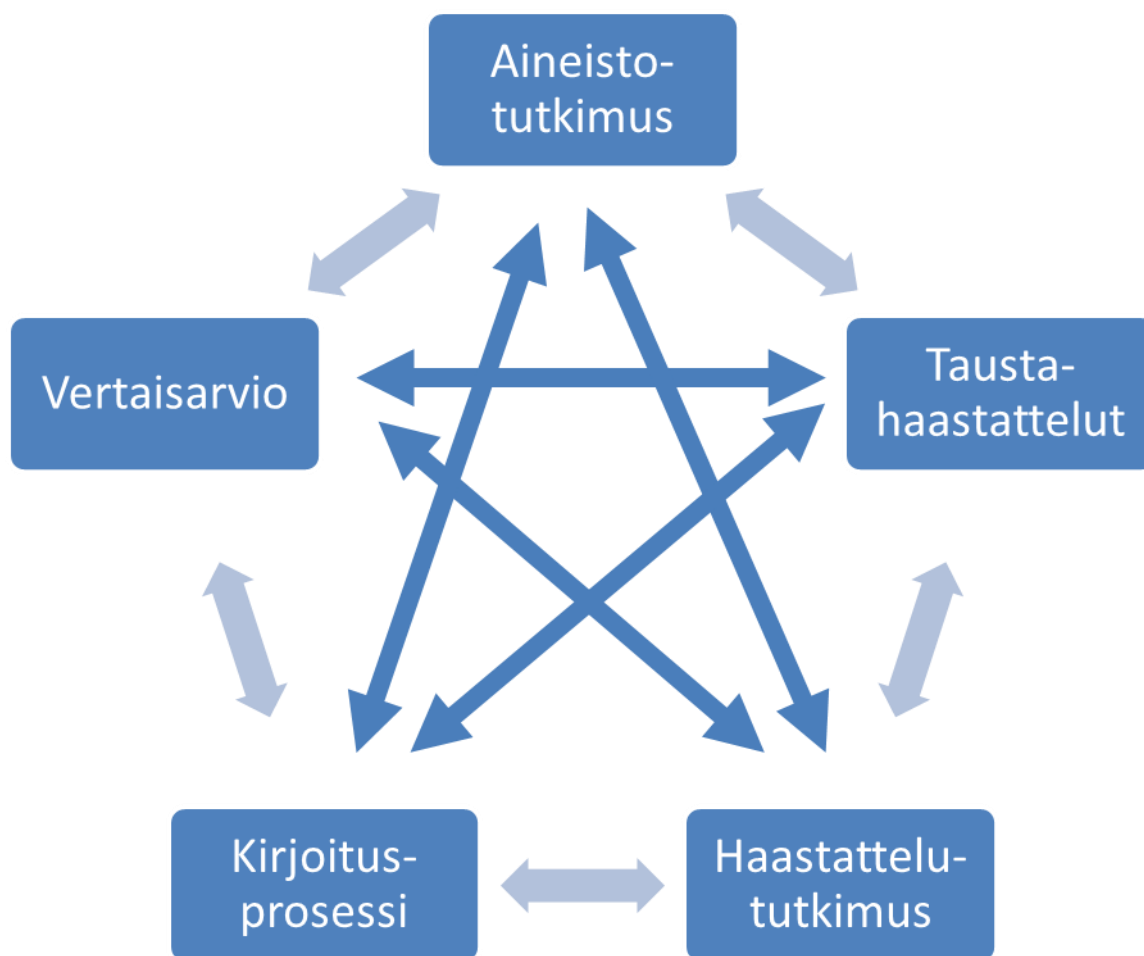 Aineisto-
tutkimus
Vertaisarvio
Tausta-
haastattelut
Kirjoitus-
prosessi
Haastattelu-
tutkimus